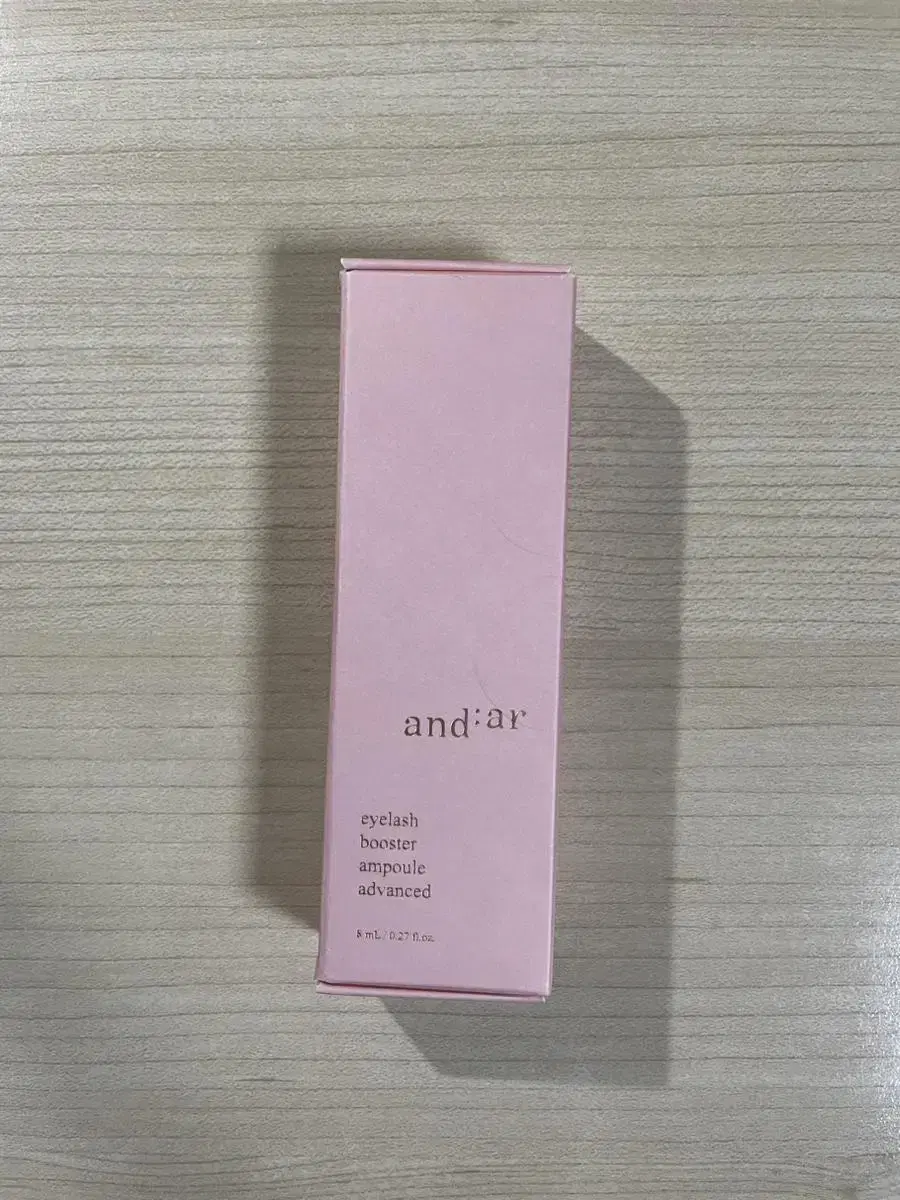 and:ar
eyelash
booster
ampoule
advanced
8 mL / 0.27 fl.oz.